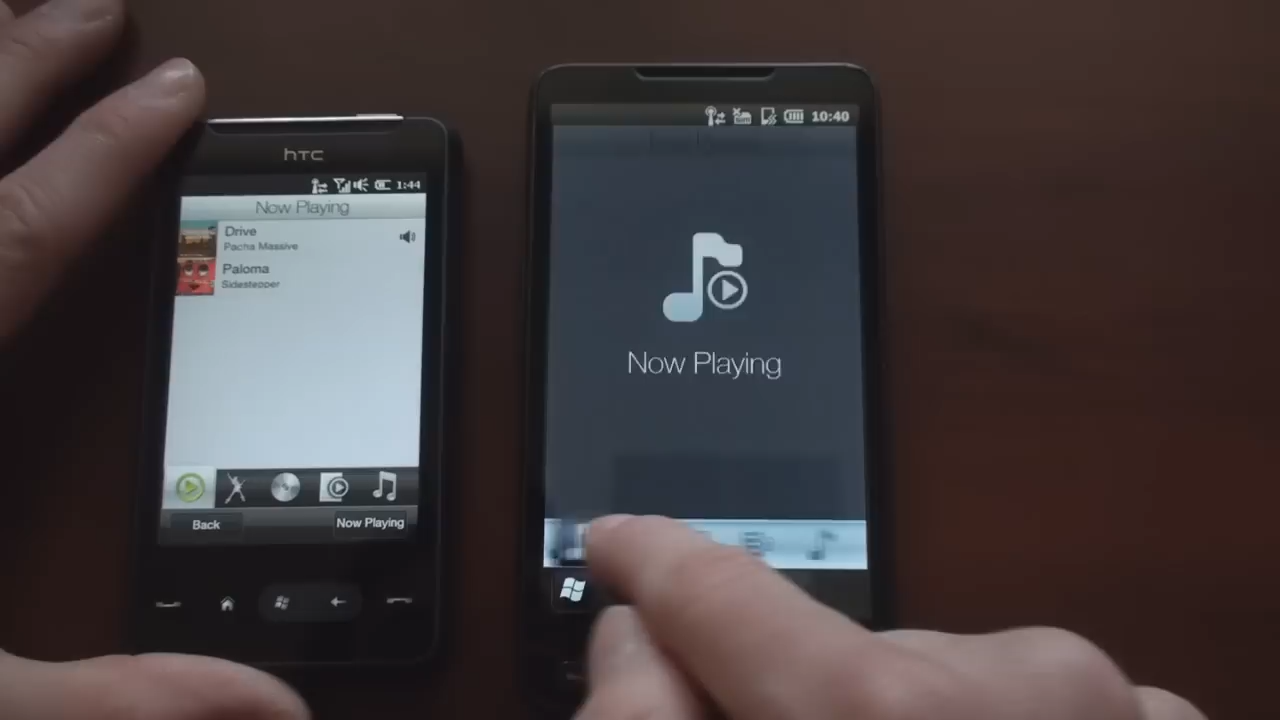 hTC
1:44
Now Playing
Drive
Pacha Massive
Paloma
Sidestepper
Back
Now Playing
10:40
Now Playing